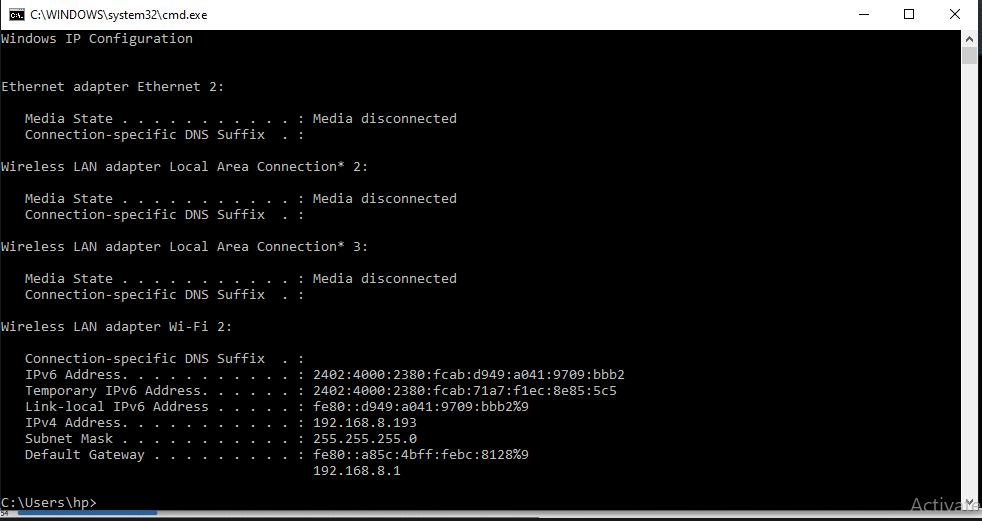 C:\WINDOWS\system32\cmd.exe
Windows IP Configuration
Ethernet adapter Ethernet 2:
Media State . . . . . . . . . . . : Media disconnected
Connection-specific DNS Suffix  . :
Wireless LAN adapter Local Area Connection* 2:
Media State . . . . . . . . . . . : Media disconnected
Connection-specific DNS Suffix  . :
Wireless LAN adapter Local Area Connection* 3:
Media State . . . . . . . . . . . : Media disconnected
Connection-specific DNS Suffix  . :
Wireless LAN adapter Wi-Fi 2:
Connection-specific DNS Suffix  . :
IPv6 Address. . . . . . . . . . . : 2402:4000:2380:fcab:d949:a041:9709:bbb2
Temporary IPv6 Address. . . . . . : 2402:4000:2380:fcab:71a7:f1ec:8e85:5c5
Link-local IPv6 Address . . . . . : fe80::d949:a041:9709:bbb2%9
IPv4 Address. . . . . . . . . . . : 192.168.8.193
Subnet Mask . . . . . . . . . . . : 255.255.255.0
Default Gateway . . . . . . . . . : fe80::a85c:4bff:febc:8128%9
192.168.8.1
C:\Users\hp>
Activate